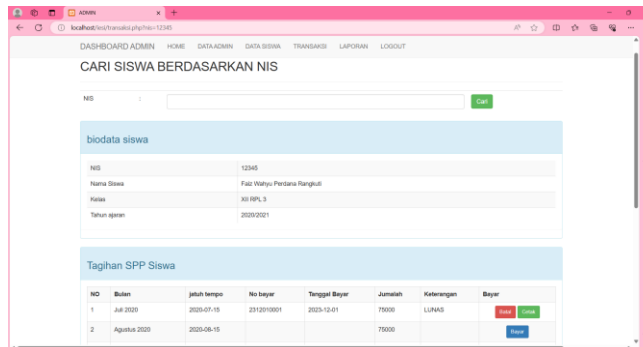 ADMIN
localhost/lest/transaksi.php?nis=12345
DASHBOARD ADMIN HOME DATA ADMIN DATA SISWA TRANSAKSI LAPORAN LOGOUT
CARI SISWA BERDASARKAN NIS
NIS : Cari
biodata siswa
NIS 12345
Nama Siswa Faiz Wahyu Perdana Rangkuti
Kelas XII RPL 3
Tahun ajaran 2020/2021
Tagihan SPP Siswa
NO Bulan jatuh tempo No bayar Tanggal Bayar Jumalah Keterangan Bayar
1 Juli 2020 2020-07-15 2312010001 2023-12-01 75000 LUNAS Batal Cetak
2 Agustus 2020 2020-08-15 75000 Bayar